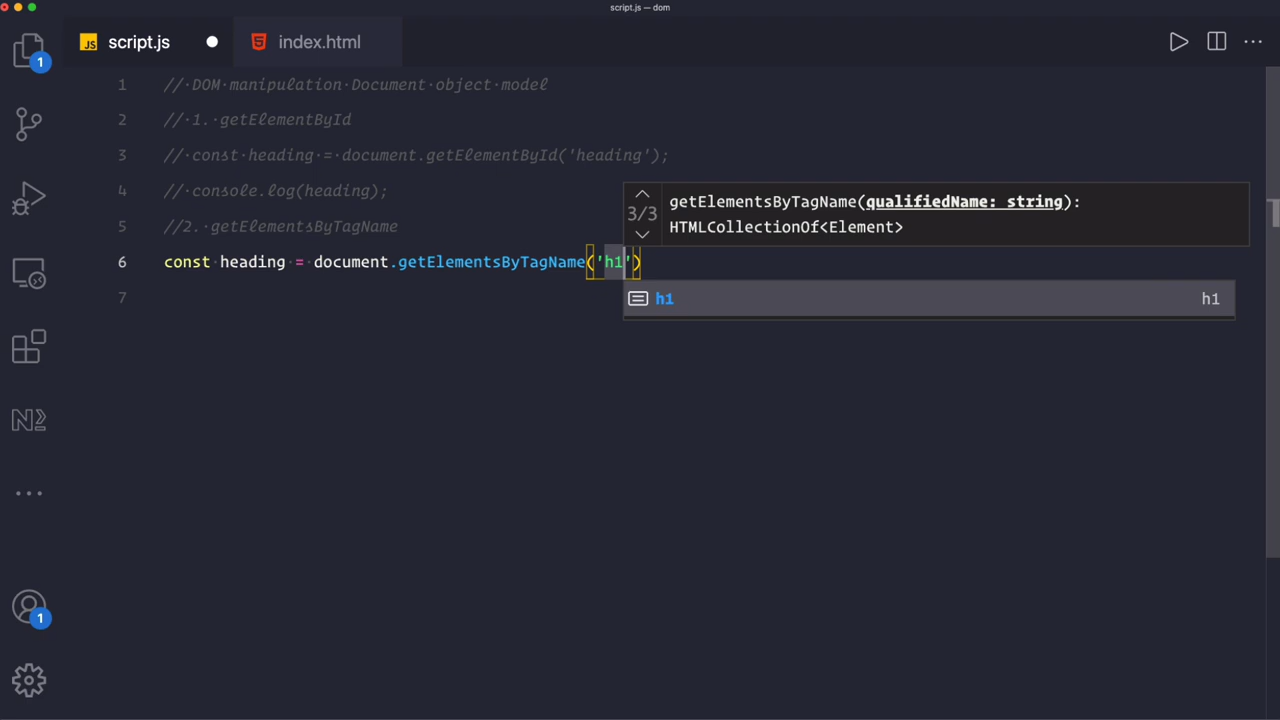 script.js — dom
JS script.js
index.html
1
1 // DOM manipulation Document object model
2 // 1. getElementById
3 // const heading = document.getElementById('heading');
4 // console.log(heading);
5 //2. getElementsByTagName
6 const heading = document.getElementsByTagName('h1')
7
3/3
getElementsByTagName(qualifiedName: string):
HTMLCollectionOf<Element>
h1 h1
1